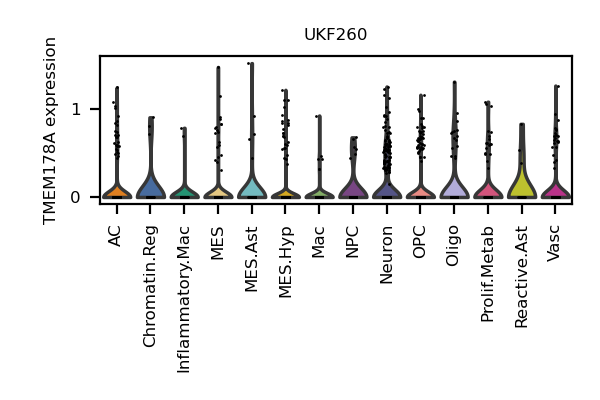 UKF260
TMEM178A expression
1
0
AC
Chromatin.Reg
Inflammatory.Mac
MES
MES.Ast
MES.Hyp
Mac
NPC
Neuron
OPC
Oligo
Prolif.Metab
Reactive.Ast
Vasc